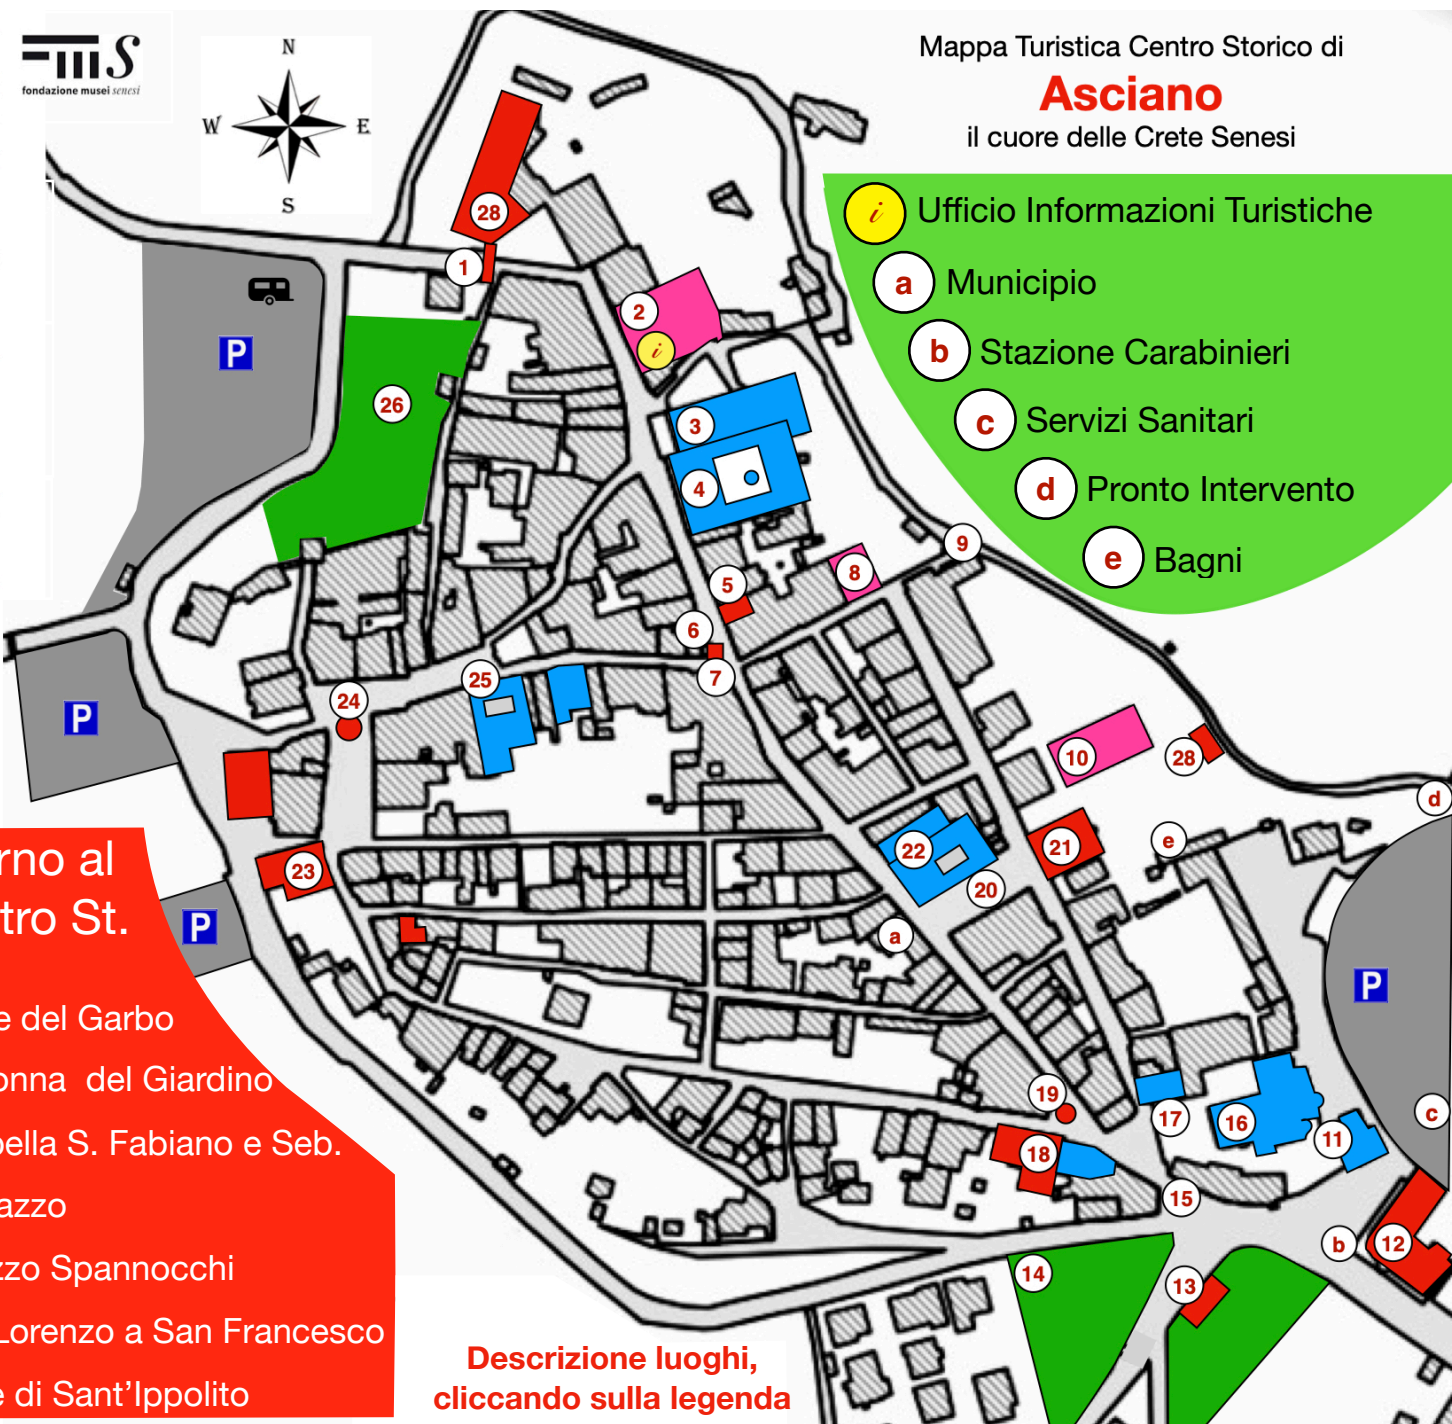 fms
fondazione musei senesi
N
W E
S
Mappa Turistica Centro Storico di
Asciano
il cuore delle Crete Senesi
i Ufficio Informazioni Turistiche
a Municipio
b Stazione Carabinieri
c Servizi Sanitari
d Pronto Intervento
e Bagni
28
1
2
i
P
26
3
4
9
5
8
6
7
25
24
P
10
28
d
22
21
e
23
20
P
a
P
19
17
16
11
c
18
15
b
12
14
13
rno al
tro St.
e del Garbo
onna del Giardino
pella S. Fabiano e Seb.
azzo
zzo Spannocchi
Lorenzo a San Francesco
e di Sant'Ippolito
Descrizione luoghi,
cliccando sulla legenda